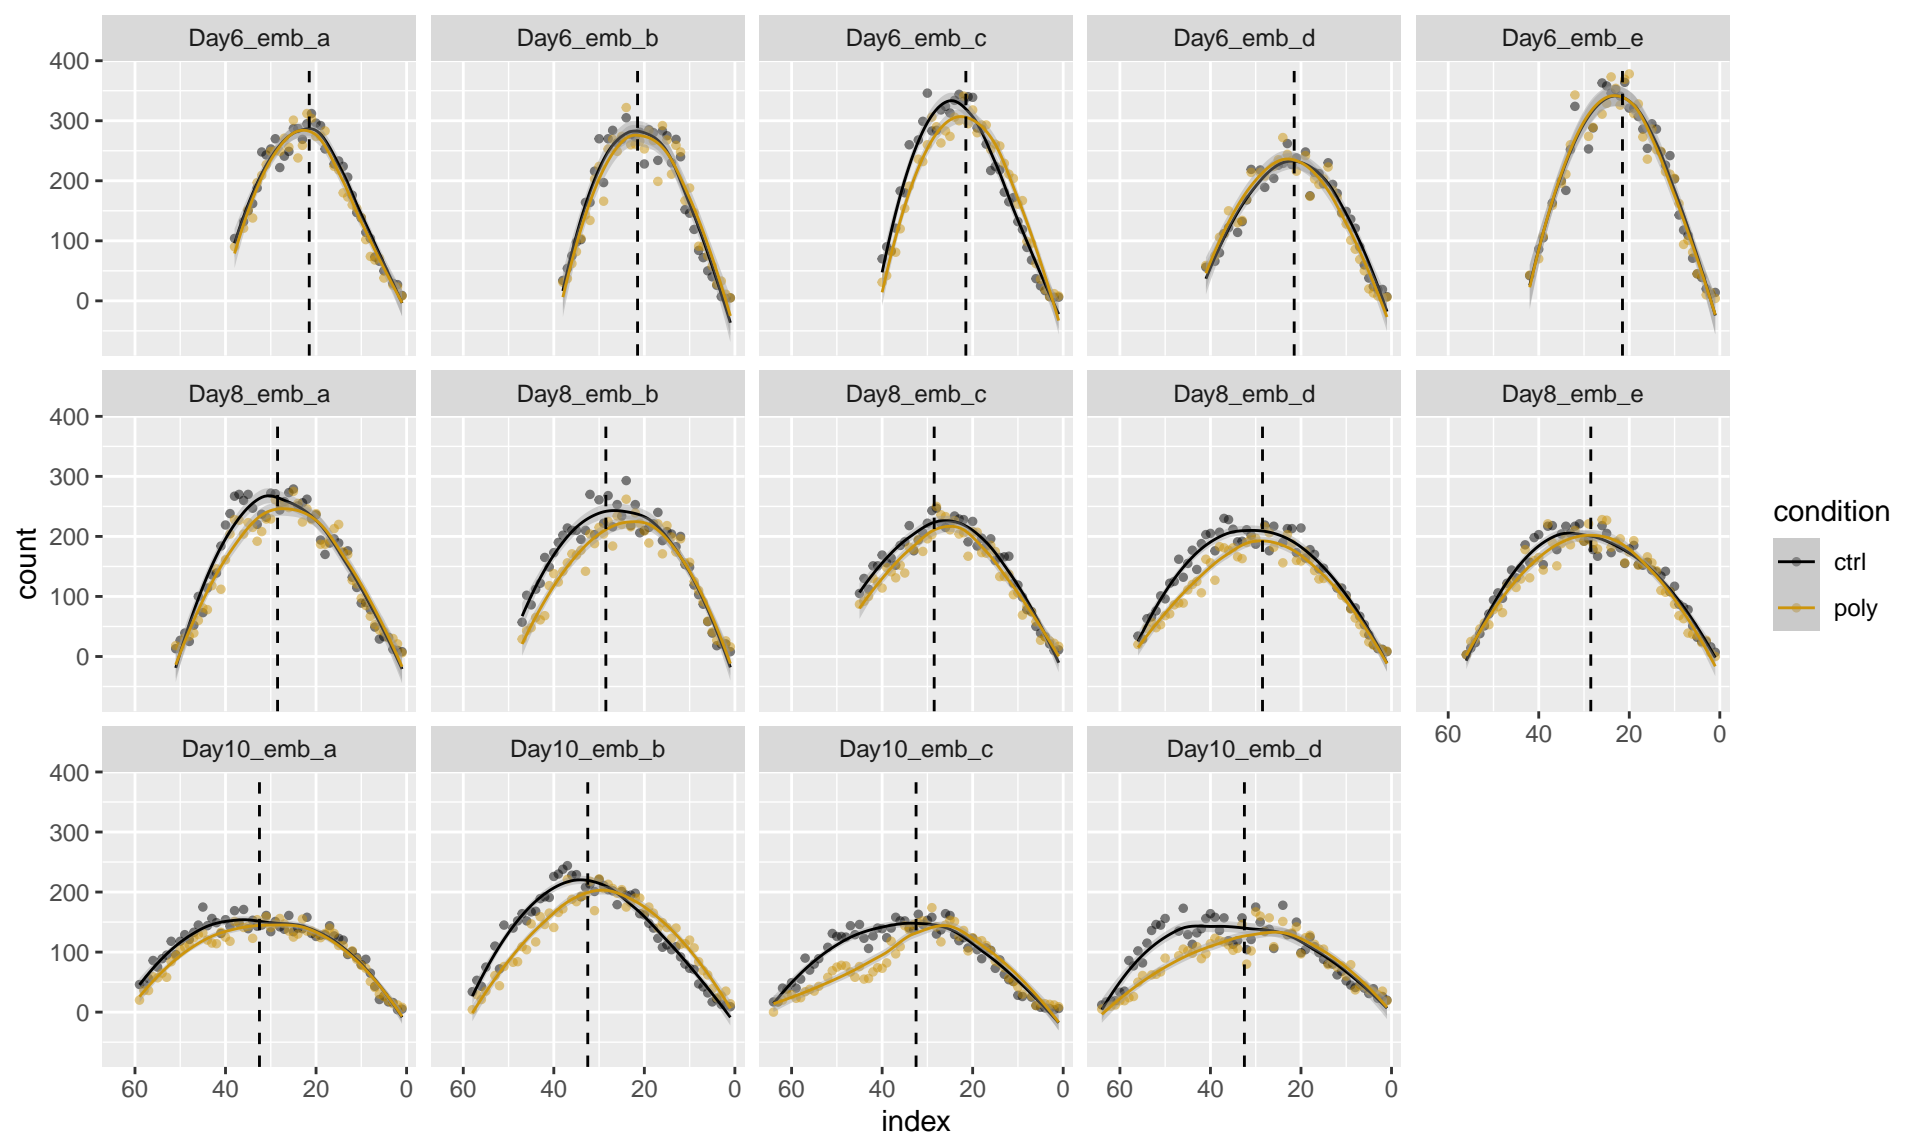 Day6_emb_a Day6_emb_b Day6_emb_c Day6_emb_d Day6_emb_e
400
300
200
100
0
Day8_emb_a Day8_emb_b Day8_emb_c Day8_emb_d Day8_emb_e
400
300
200
100
0
60 40 20 0
Day10_emb_a Day10_emb_b Day10_emb_c Day10_emb_d
400
300
200
100
0
60 40 20 0 60 40 20 0 60 40 20 0 60 40 20 0
index
count
condition
ctrl
poly